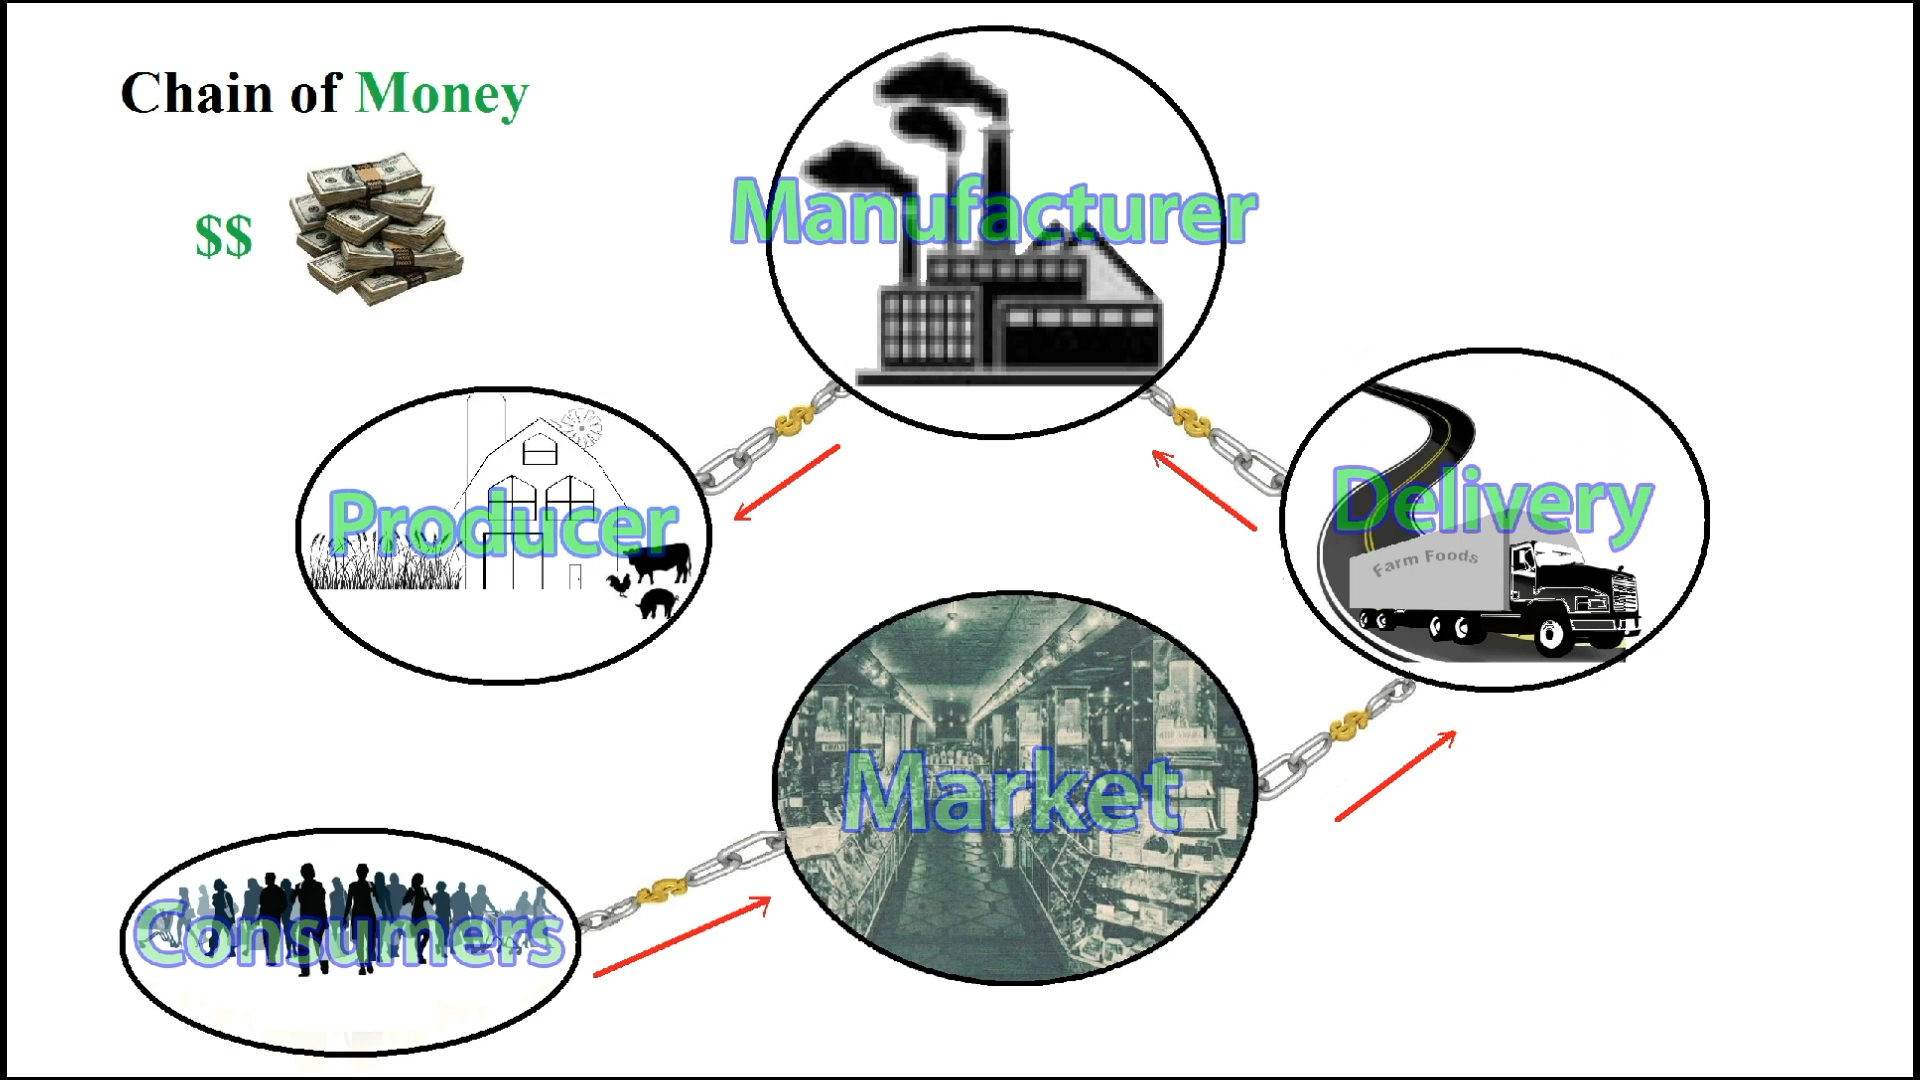 Chain of Money
$$
Manufacturer
Producer
Delivery
Farm Foods
Market
Consumers